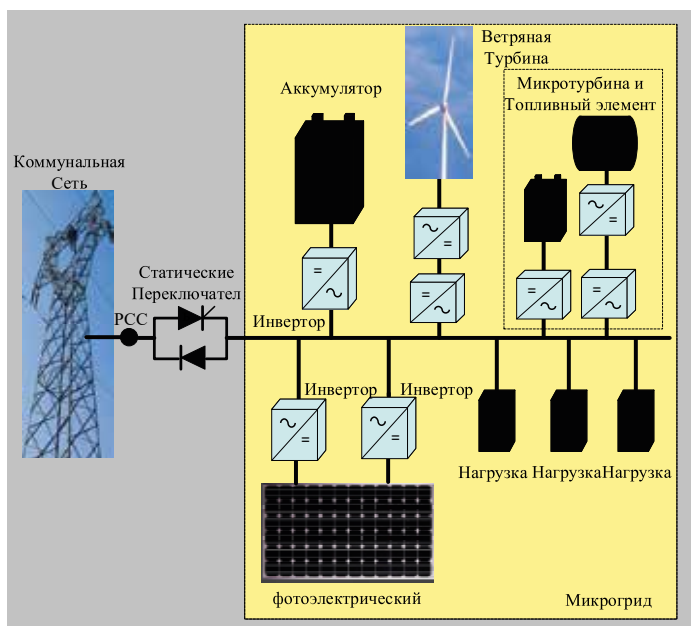 Ветряная
Турбина
Микротурбина и
Топливный элемент
Аккумулятор
Коммунальная
Сеть
Статические
Переключател
PCC
Инвертор
Инвертор
Инвертор
Нагрузка
Нагрузка
Нагрузка
фотоэлектрический
Микрогрид